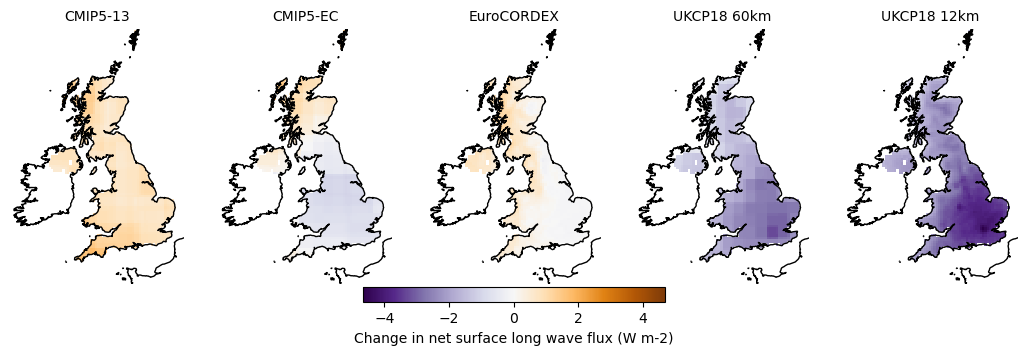 CMIP5-13 CMIP5-EC EuroCORDEX UKCP18 60km UKCP18 12km
−4 −2 0 2 4
Change in net surface long wave flux (W m-2)